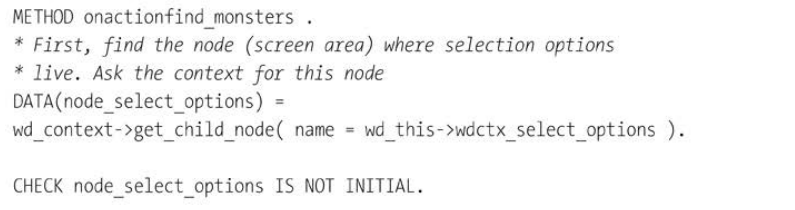 METHOD onactionfind_monsters .
* First, find the node (screen area) where selection options
* live. Ask the context for this node
DATA(node_select_options) =
wd_context->get_child_node( name = wd_this->wdctx_select_options ).
CHECK node_select_options IS NOT INITIAL.